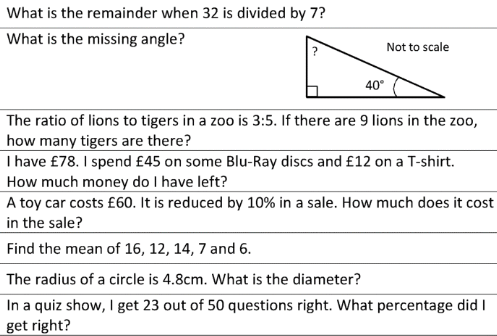 What is the remainder when 32 is divided by 7?
What is the missing angle?
?
Not to scale
40°
The ratio of lions to tigers in a zoo is 3:5. If there are 9 lions in the zoo,
how many tigers are there?
I have £78. I spend £45 on some Blu-Ray discs and £12 on a T-shirt.
How much money do I have left?
A toy car costs £60. It is reduced by 10% in a sale. How much does it cost
in the sale?
Find the mean of 16, 12, 14, 7 and 6.
The radius of a circle is 4.8cm. What is the diameter?
In a quiz show, I get 23 out of 50 questions right. What percentage did I
get right?